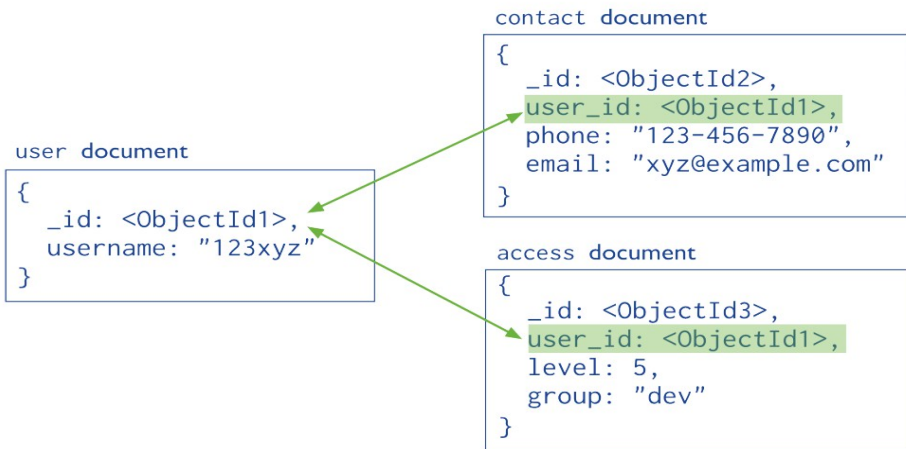 user document
{
_id: <ObjectId1>,
username: "123xyz"
}
contact document
{
_id: <ObjectId2>,
user_id: <ObjectId1>,
phone: "123-456-7890",
email: "xyz@example.com"
}
access document
{
_id: <ObjectId3>,
user_id: <ObjectId1>,
level: 5,
group: "dev"
}